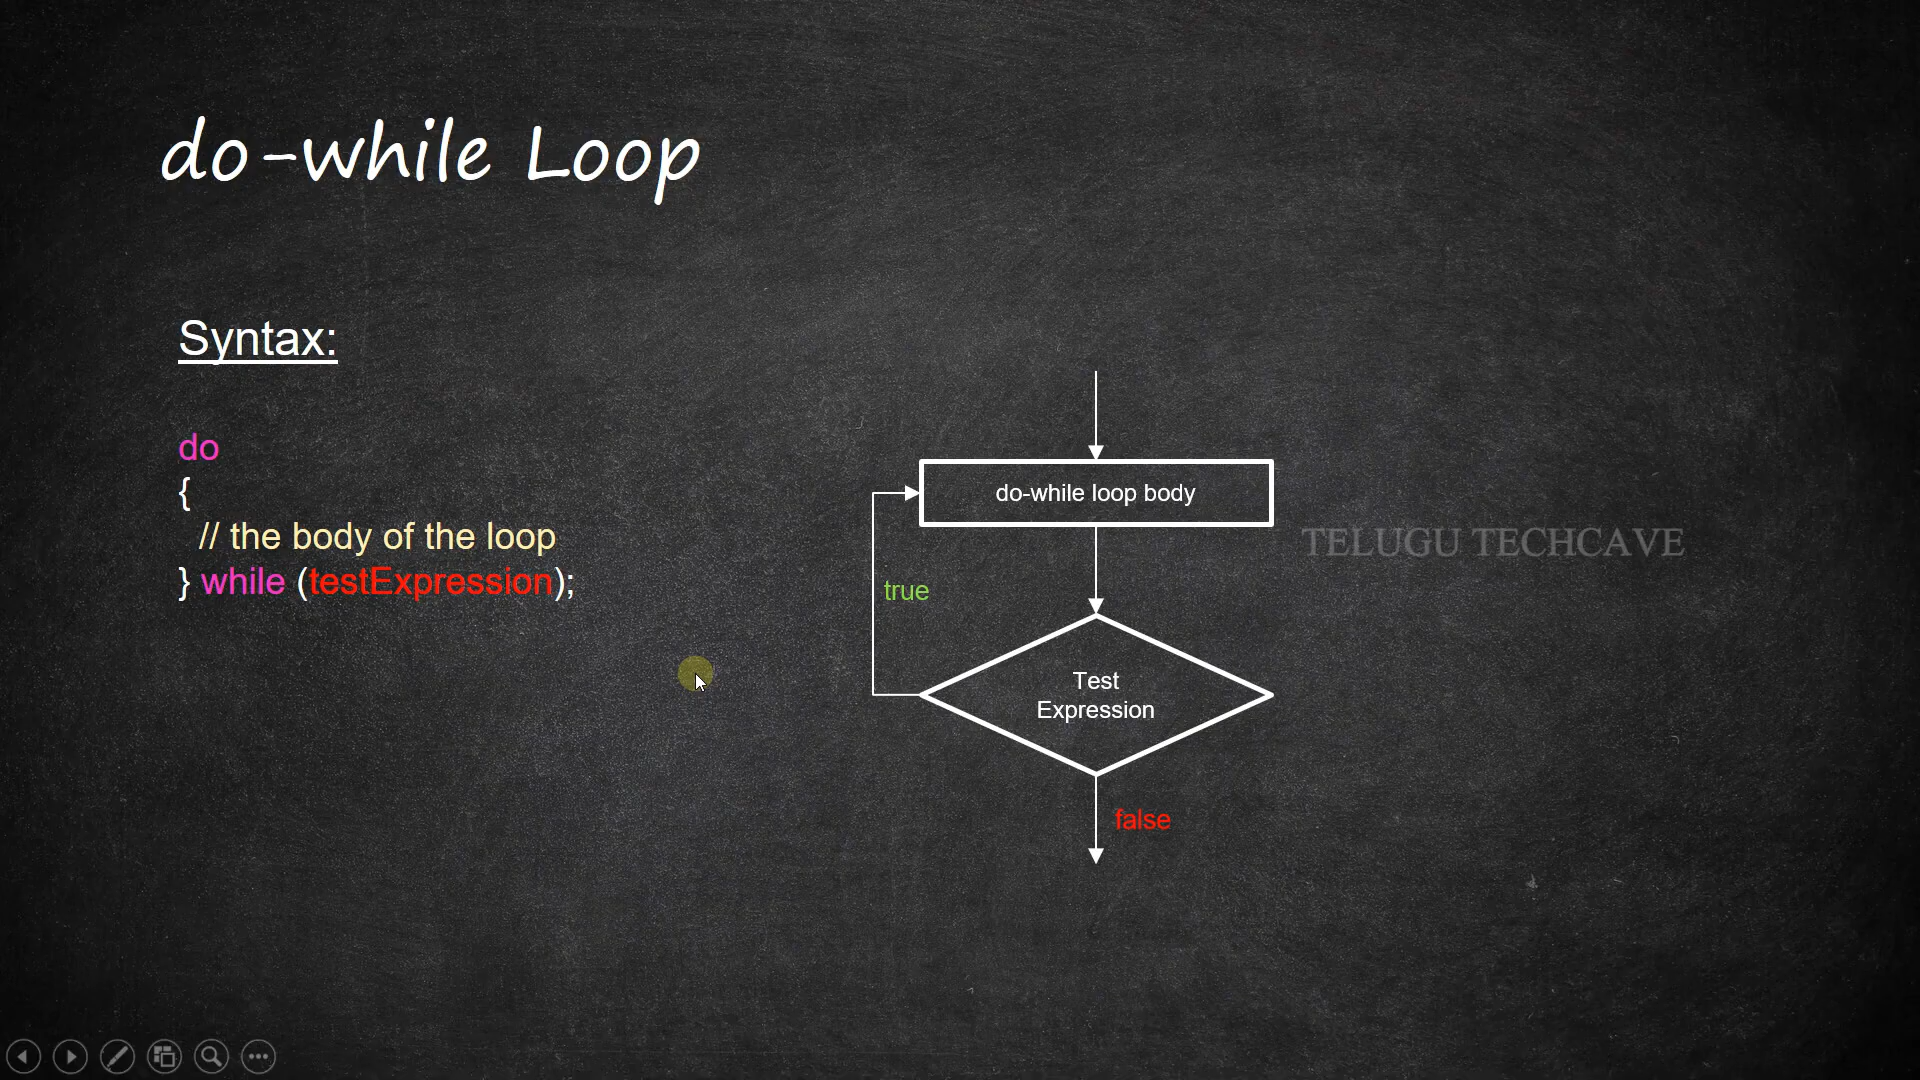 do-while Loop
Syntax:
do
{
// the body of the loop
} while (testExpression);
do-while loop body
true
Test
Expression
false
TELUGU TECHCAVE